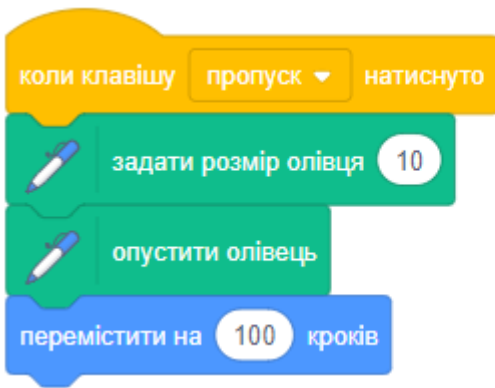 коли клавішу пропуск натиснуто
задати розмір олівця 10
опустити олівець
перемістити на 100 кроків